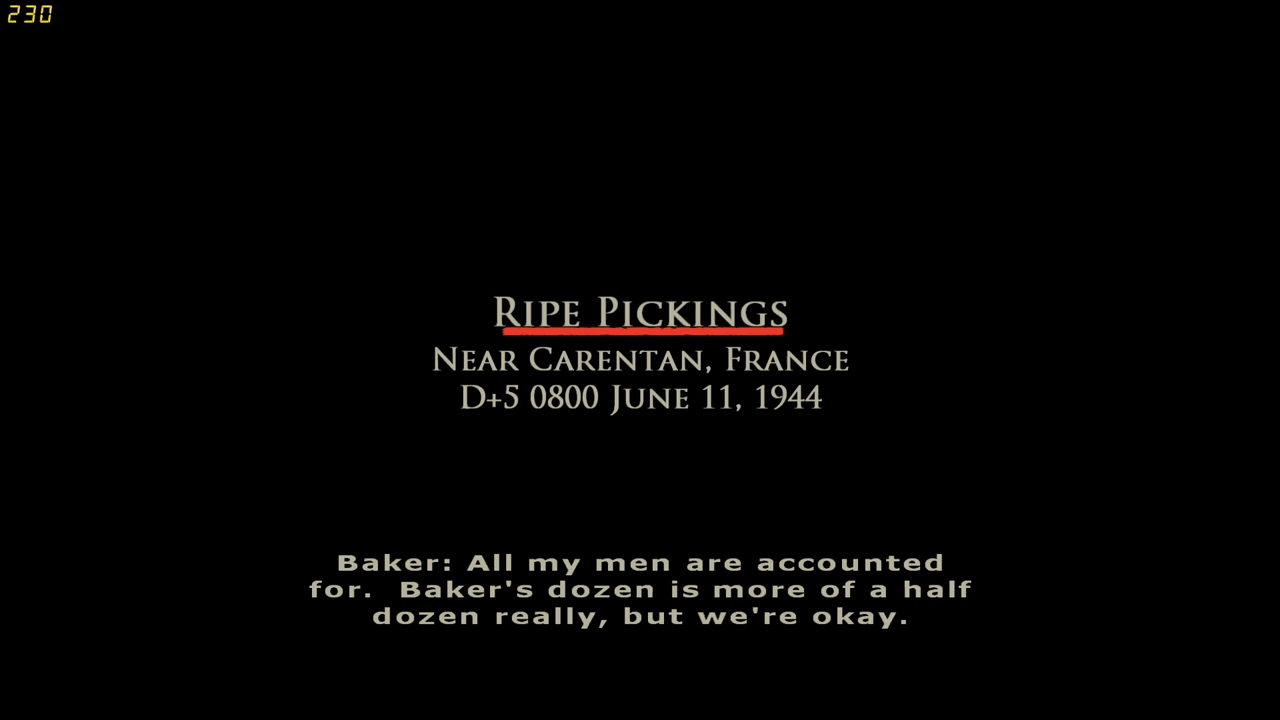 230
Ripe Pickings
Near Carentan, France
D+5 0800 June 11, 1944
Baker: All my men are accounted
for.  Baker's dozen is more of a half
dozen really, but we're okay.